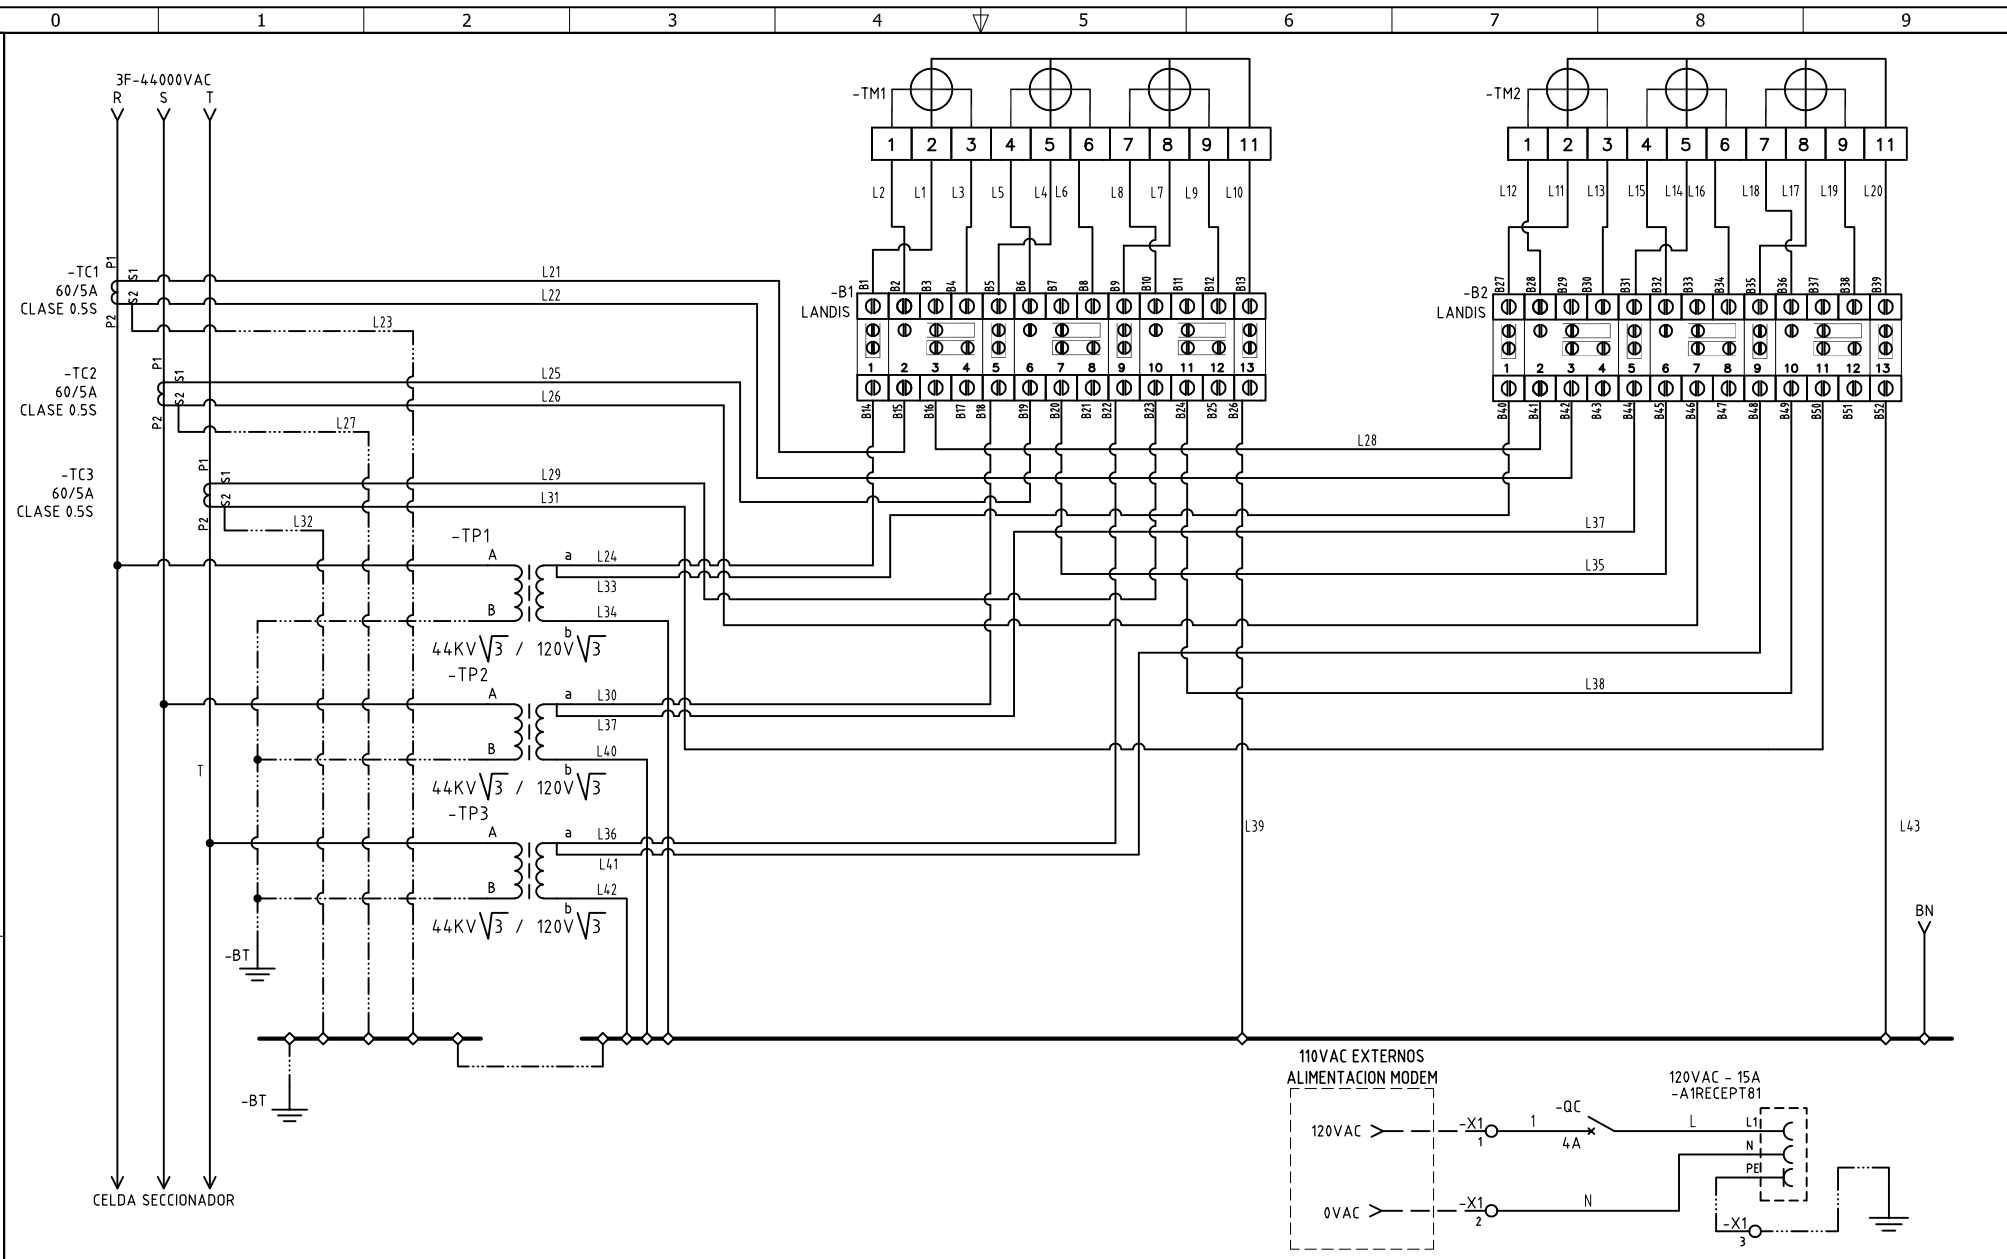 0 1 2 3 4 5 6 7 8 9
3F-44000VAC
R S T
-TM1
1 2 3 4 5 6 7 8 9 11
-TM2
1 2 3 4 5 6 7 8 9 11
L2 L1 L3 L5 L4 L6 L8 L7 L9 L10
L12 L11 L13 L15 L14 L16 L18 L17 L19 L20
-B1
LANDIS
B1 B2 B3 B4 B5 B6 B7 B8 B9 B10 B11 B12 B13
1 2 3 4 5 6 7 8 9 10 11 12 13
B14 B15 B16 B17 B18 B19 B20 B21 B22 B23 B24 B25 B26
-B2
LANDIS
B27 B28 B29 B30 B31 B32 B33 B34 B35 B36 B37 B38 B39
1 2 3 4 5 6 7 8 9 10 11 12 13
B40 B41 B42 B43 B44 B45 B46 B47 B48 B49 B50 B51 B52
-TC1
60/5A
CLASE 0.5S
P1 S1
S2
P2
L21
L22
L23
-TC2
60/5A
CLASE 0.5S
P1 S1
S2
P2
L25
L26
L27
-TC3
60/5A
CLASE 0.5S
P1 S1
S2
P2
L29
L31
L32
L28
L37
L35
L38
-TP1
A a L24
L33
B L34
b
44KV√3 / 120V√3
-TP2
A a L30
L37
B L40
b
44KV√3 / 120V√3
T
-TP3
A a L36
L41
B L42
b
44KV√3 / 120V√3
L39
L43
BN
-BT
-BT
CELDA SECCIONADOR
110VAC EXTERNOS
ALIMENTACION MODEM
120VAC
-X1
1
1
-QC
4A
L
120VAC - 15A
-A1RECEPT81
L1
N
PE
0VAC
-X1
2
N
-X1
3